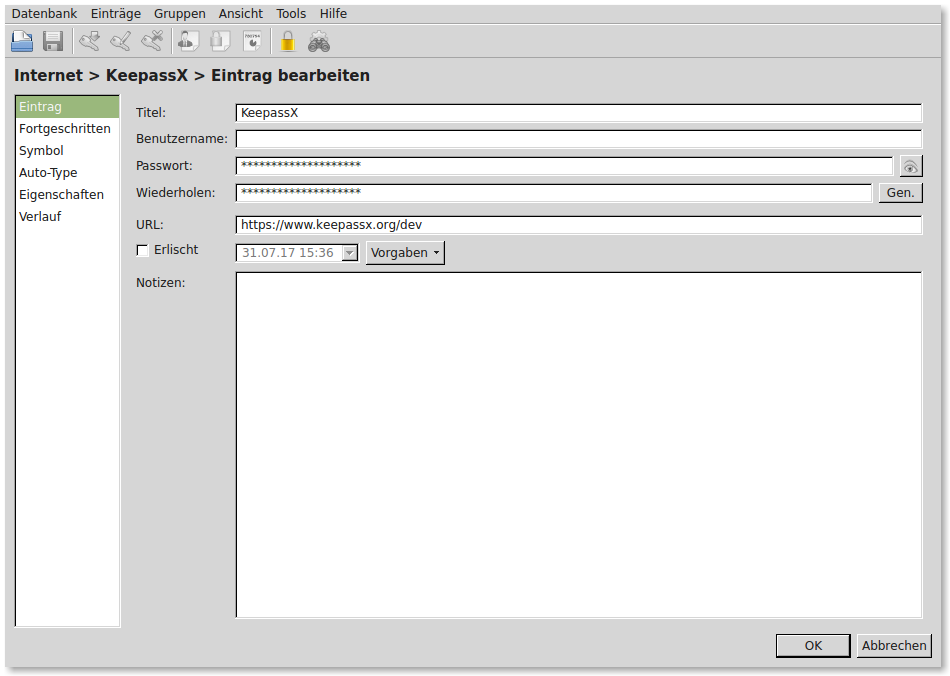 Datenbank Einträge Gruppen Ansicht Tools Hilfe
Internet > KeepassX > Eintrag bearbeiten
Eintrag
Fortgeschritten
Symbol
Auto-Type
Eigenschaften
Verlauf
Titel: KeepassX
Benutzername:
Passwort: ********************
Wiederholen: ******************** Gen.
URL: https://www.keepassx.org/dev
Erlischt 31.07.17 15:36 Vorgaben
Notizen:
OK Abbrechen